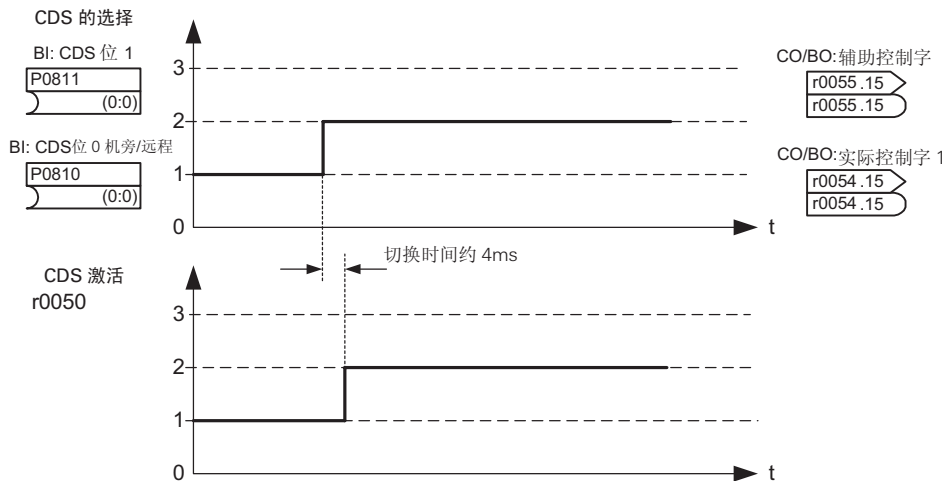 CDS 的选择
BI: CDS 位 1
P0811
(0:0)
BI: CDS位 0 机旁/远程
P0810
(0:0)
3
2
1
0
t
CO/BO:辅助控制字
r0055 .15
r0055 .15
CO/BO:实际控制字 1
r0054 .15
r0054 .15
切换时间约 4ms
CDS 激活
r0050
3
2
1
0
t